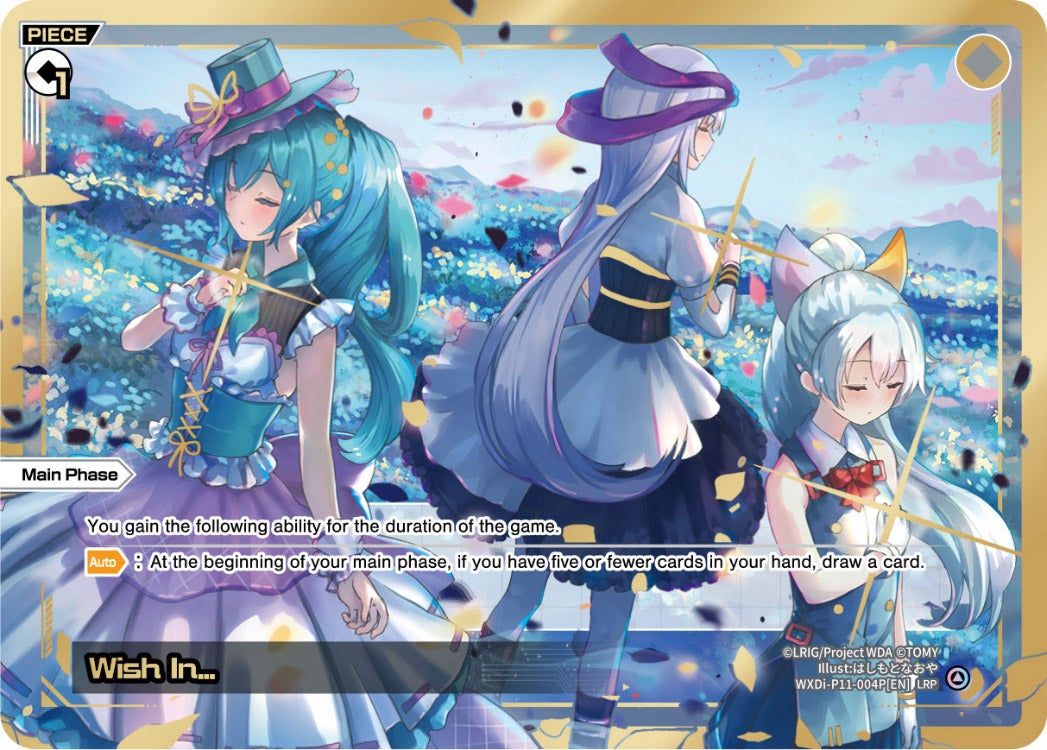 PIECE
1
Main Phase
You gain the following ability for the duration of the game.
Auto : At the beginning of your main phase, if you have five or fewer cards in your hand, draw a card.
Wish In...
©LRIG/Project WDA ©TOMY
Illust:はしもとなおや
WXDi-P11-004P[EN] LRP